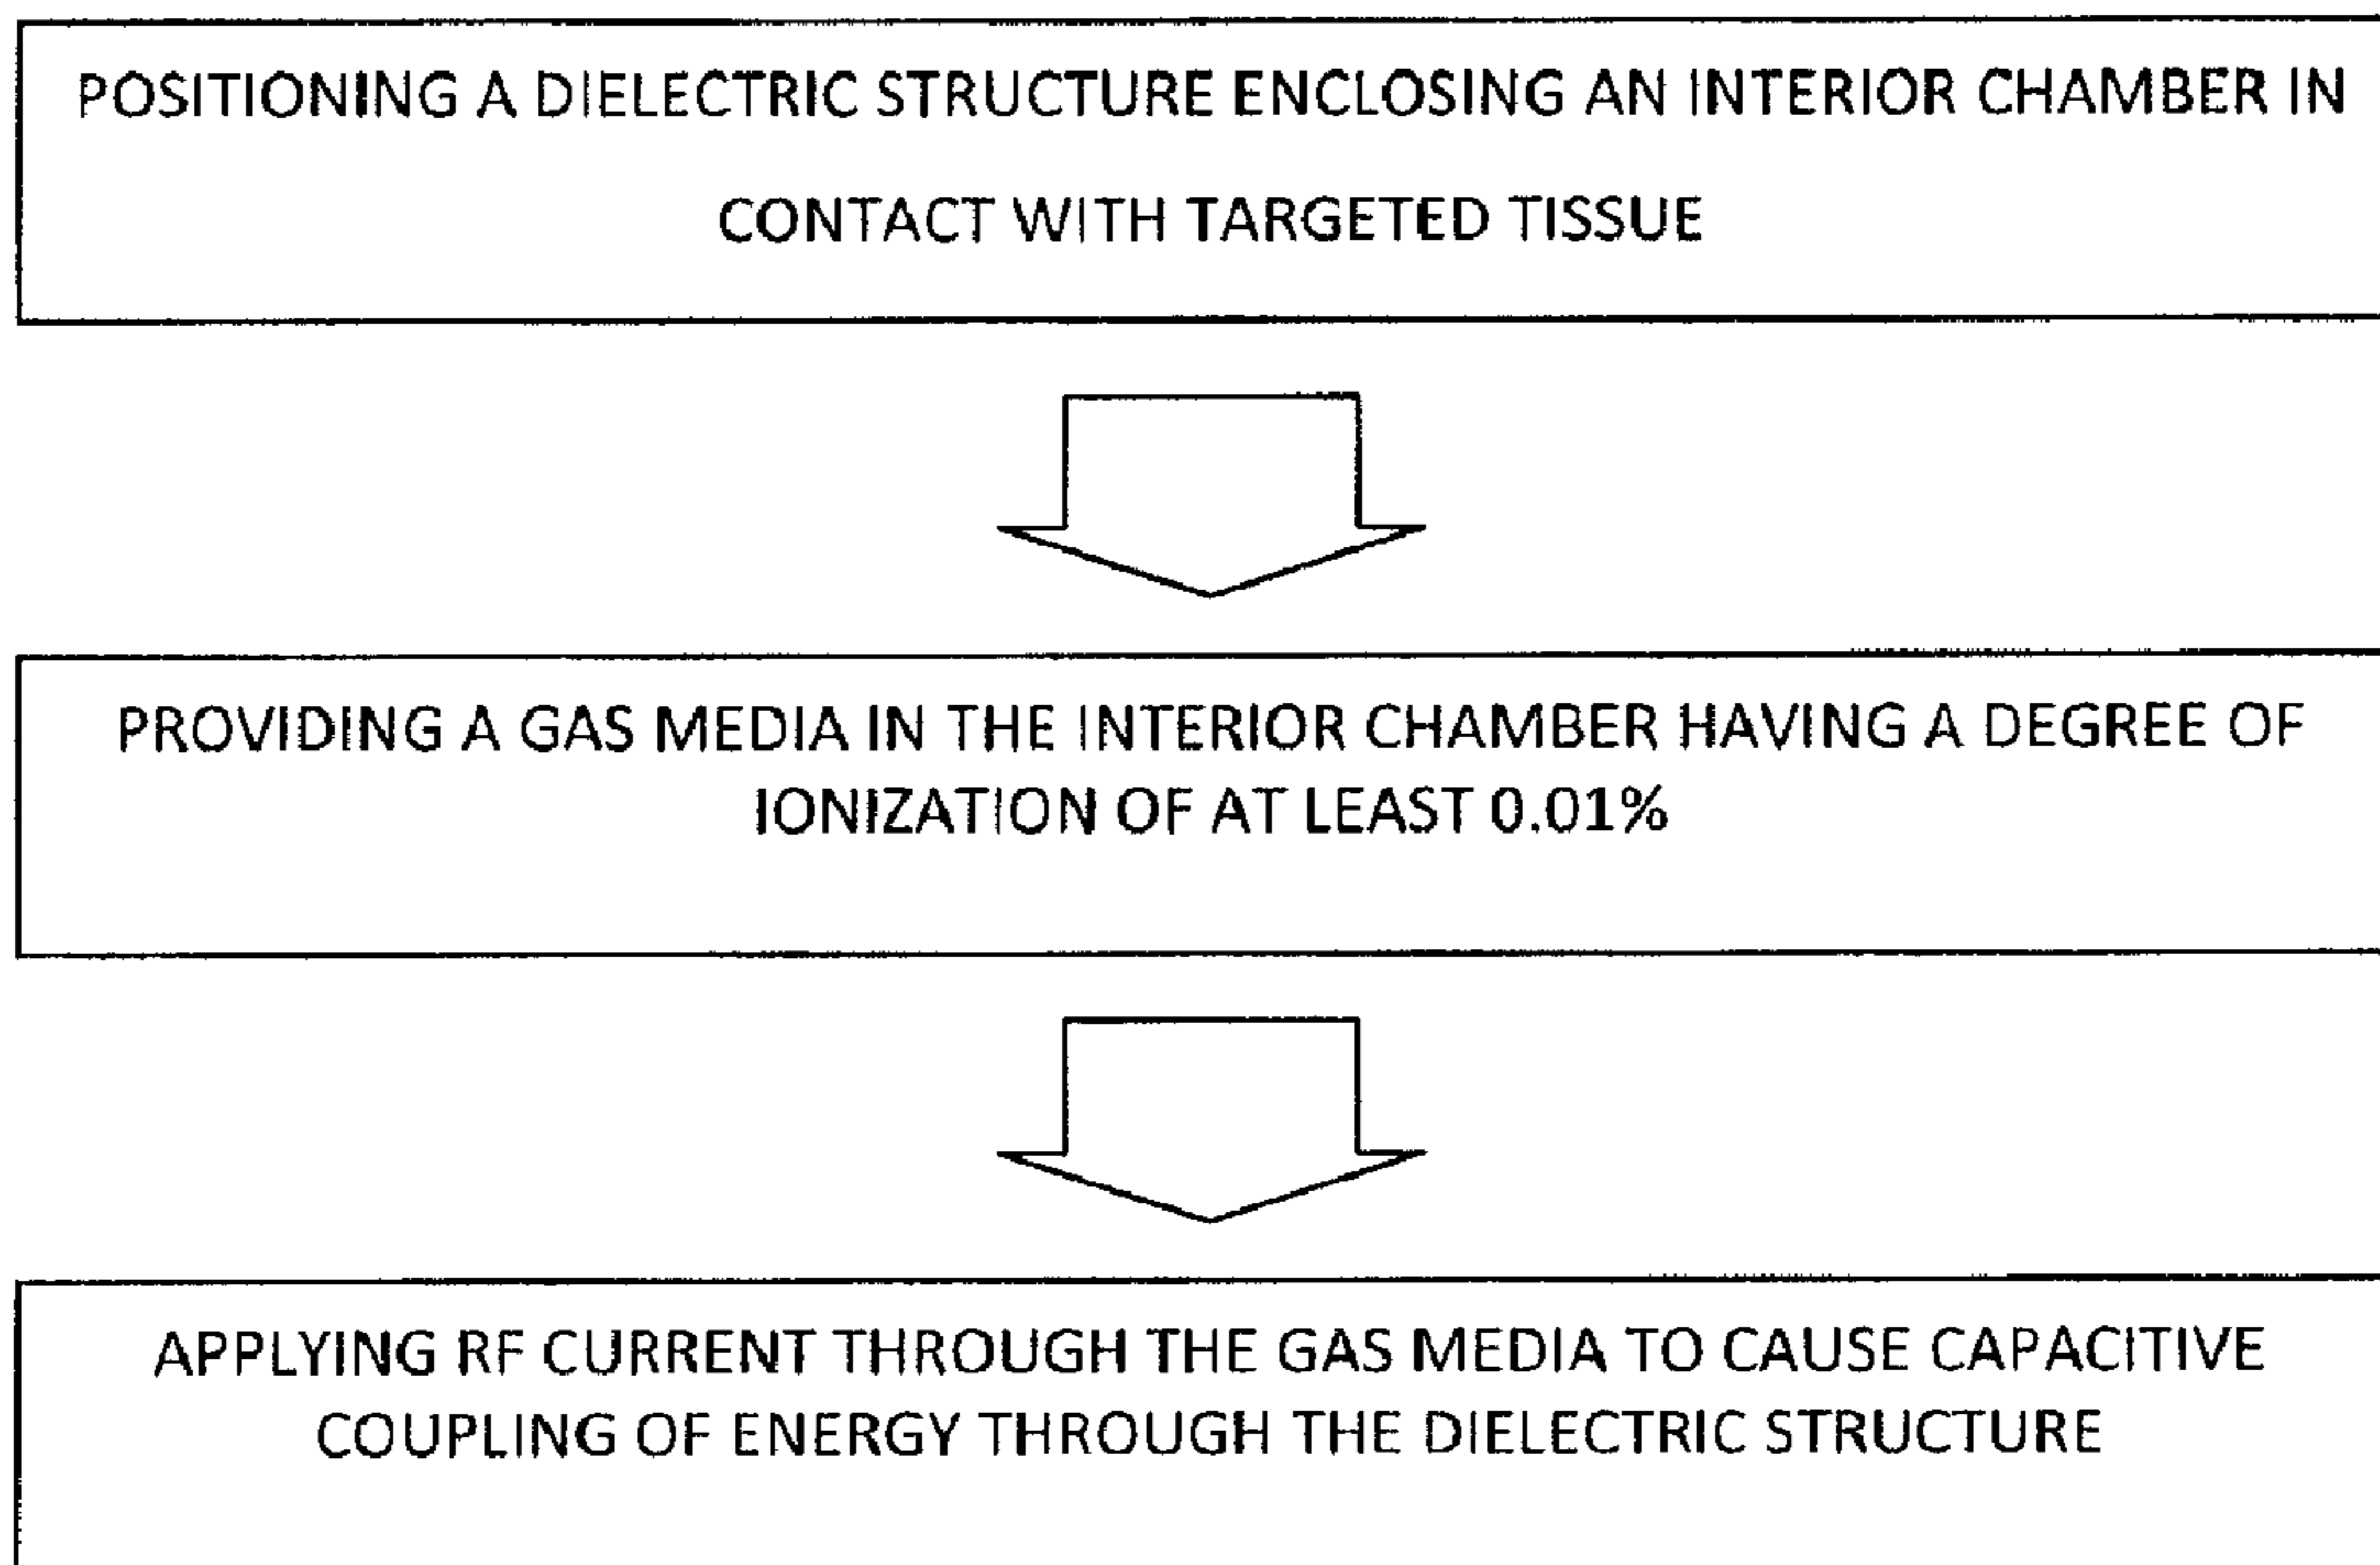 POSITIONING A DIELECTRIC STRUCTURE ENCLOSING AN INTERIOR CHAMBER IN
CONTACT WITH TARGETED TISSUE
PROVIDING A GAS MEDIA IN THE INTERIOR CHAMBER HAVING A DEGREE OF
IONIZATION OF AT LEAST 0.01%
APPLYING RF CURRENT THROUGH THE GAS MEDIA TO CAUSE CAPACITIVE
COUPLING OF ENERGY THROUGH THE DIELECTRIC STRUCTURE